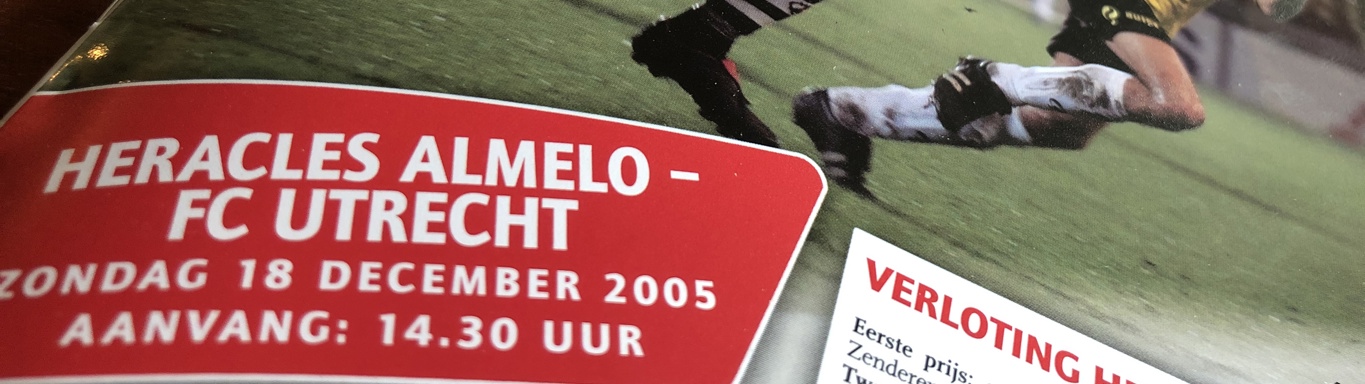 HERACLES ALMELO –
FC UTRECHT
ZONDAG 18 DECEMBER 2005
AANVANG: 14.30 UUR
VERLOTING
Eerste prijs: